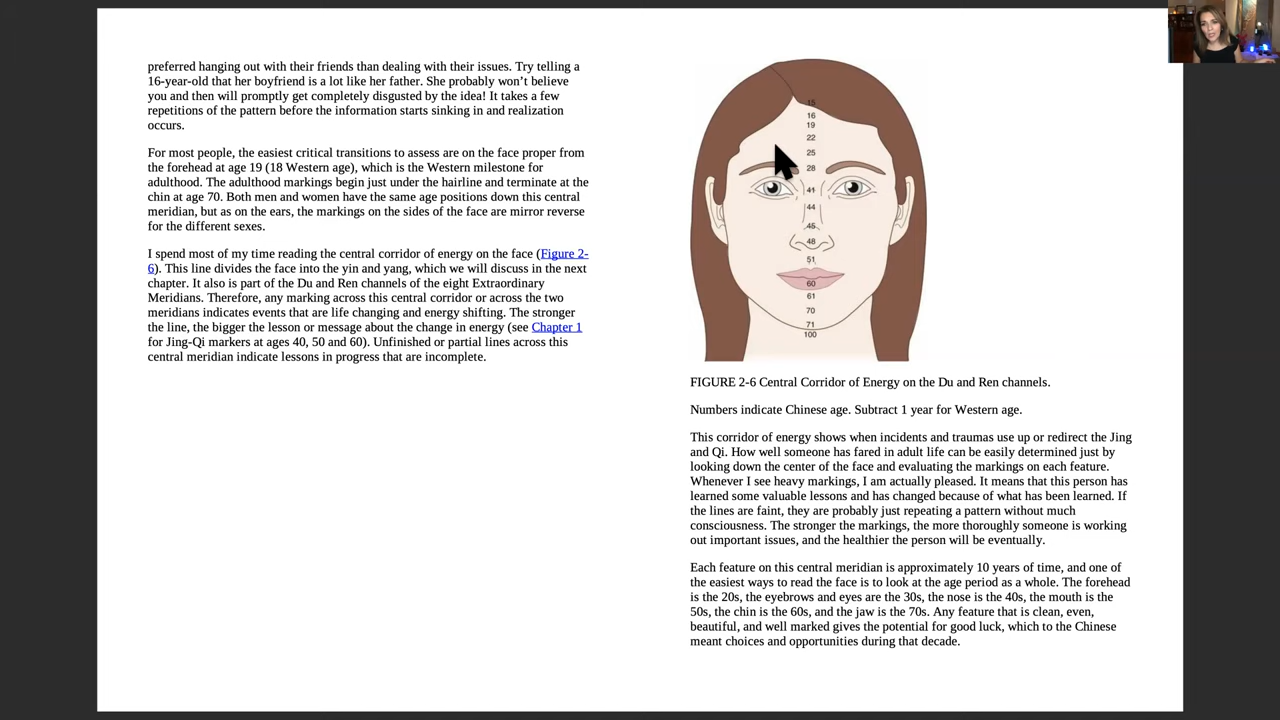 preferred hanging out with their friends than dealing with their issues. Try telling a
16-year-old that her boyfriend is a lot like her father. She probably won’t believe
you and then will promptly get completely disgusted by the idea! It takes a few
repetitions of the pattern before the information starts sinking in and realization
occurs.
For most people, the easiest critical transitions to assess are on the face proper from
the forehead at age 19 (18 Western age), which is the Western milestone for
adulthood. The adulthood markings begin just under the hairline and terminate at the
chin at age 70. Both men and women have the same age positions down this central
meridian, but as on the ears, the markings on the sides of the face are mirror reverse
for the different sexes.
I spend most of my time reading the central corridor of energy on the face (Figure 2-
6). This line divides the face into the yin and yang, which we will discuss in the next
chapter. It also is part of the Du and Ren channels of the eight Extraordinary
Meridians. Therefore, any marking across this central corridor or across the two
meridians indicates events that are life changing and energy shifting. The stronger
the line, the bigger the lesson or message about the change in energy (see Chapter 1
for Jing-Qi markers at ages 40, 50 and 60). Unfinished or partial lines across this
central meridian indicate lessons in progress that are incomplete.
15
16
19
22
25
28
41
44
45
48
51
60
61
70
71
100
FIGURE 2-6 Central Corridor of Energy on the Du and Ren channels.
Numbers indicate Chinese age. Subtract 1 year for Western age.
This corridor of energy shows when incidents and traumas use up or redirect the Jing
and Qi. How well someone has fared in adult life can be easily determined just by
looking down the center of the face and evaluating the markings on each feature.
Whenever I see heavy markings, I am actually pleased. It means that this person has
learned some valuable lessons and has changed because of what has been learned. If
the lines are faint, they are probably just repeating a pattern without much
consciousness. The stronger the markings, the more thoroughly someone is working
out important issues, and the healthier the person will be eventually.
Each feature on this central meridian is approximately 10 years of time, and one of
the easiest ways to read the face is to look at the age period as a whole. The forehead
is the 20s, the eyebrows and eyes are the 30s, the nose is the 40s, the mouth is the
50s, the chin is the 60s, and the jaw is the 70s. Any feature that is clean, even,
beautiful, and well marked gives the potential for good luck, which to the Chinese
meant choices and opportunities during that decade.